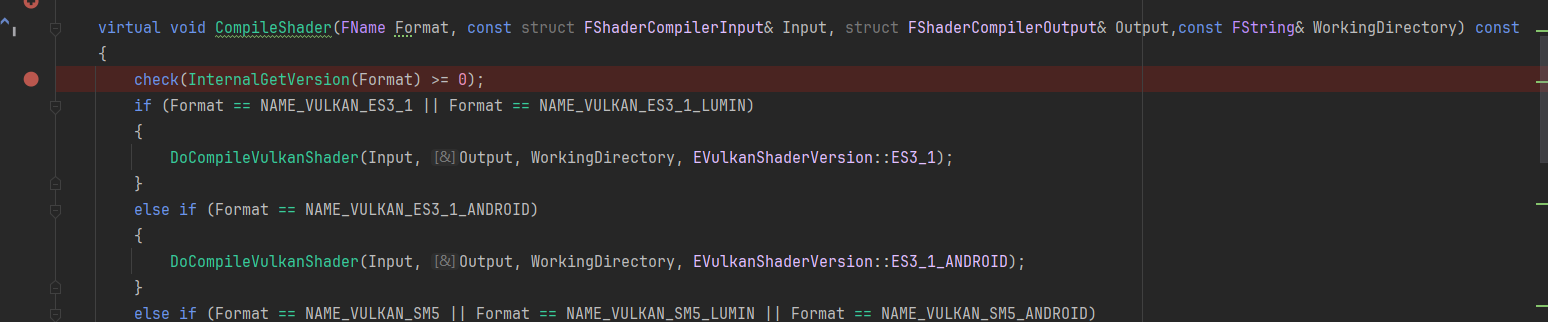 virtual void CompileShader(FName Format, const struct FShaderCompilerInput& Input, struct FShaderCompilerOutput& Output,const FString& WorkingDirectory) const
{
check(InternalGetVersion(Format) >= 0);
if (Format == NAME_VULKAN_ES3_1 || Format == NAME_VULKAN_ES3_1_LUMIN)
{
DoCompileVulkanShader(Input, [&]Output, WorkingDirectory, EVulkanShaderVersion::ES3_1);
}
else if (Format == NAME_VULKAN_ES3_1_ANDROID)
{
DoCompileVulkanShader(Input, [&]Output, WorkingDirectory, EVulkanShaderVersion::ES3_1_ANDROID);
}
else if (Format == NAME_VULKAN_SM5 || Format == NAME_VULKAN_SM5_LUMIN || Format == NAME_VULKAN_SM5_ANDROID)